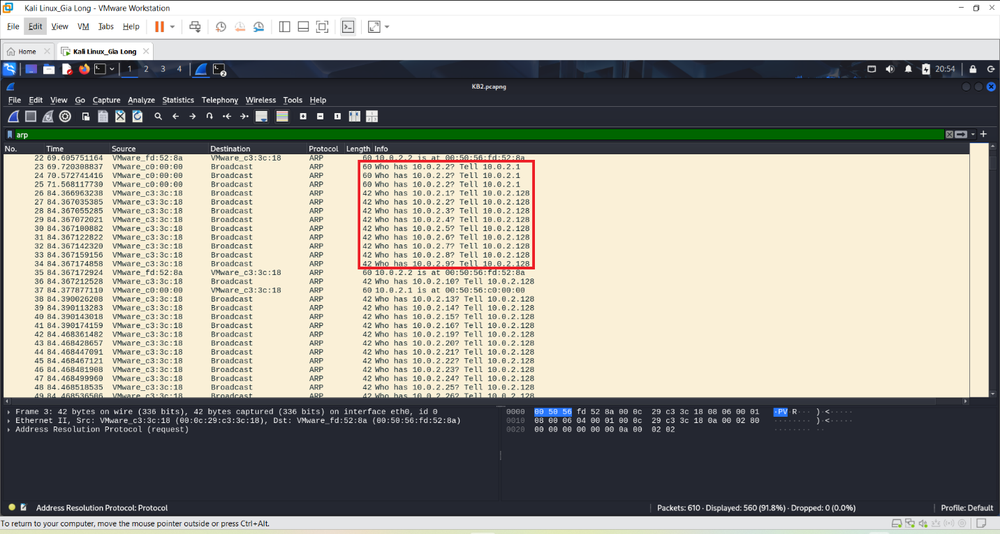 Kali Linux_Gia Long - VMware Workstation
File Edit View VM Tabs Help
Home Kali Linux_Gia Long
1 2 3 4 20:54
KB2.pcapng
File Edit View Go Capture Analyze Statistics Telephony Wireless Tools Help
arp
No. Time Source Destination Protocol Length Info
22 69.605751164 VMware_fd:52:8a VMware_c3:3c:18 ARP 60 10.0.2.2 is at 00:50:56:fd:52:8a
23 69.720308837 VMware_c0:00:00 Broadcast ARP 60 Who has 10.0.2.2? Tell 10.0.2.1
24 70.572741416 VMware_c0:00:00 Broadcast ARP 60 Who has 10.0.2.2? Tell 10.0.2.1
25 71.568117730 VMware_c0:00:00 Broadcast ARP 60 Who has 10.0.2.2? Tell 10.0.2.1
26 84.366963238 VMware_c3:3c:18 Broadcast ARP 42 Who has 10.0.2.1? Tell 10.0.2.128
27 84.367035385 VMware_c3:3c:18 Broadcast ARP 42 Who has 10.0.2.2? Tell 10.0.2.128
28 84.367055285 VMware_c3:3c:18 Broadcast ARP 42 Who has 10.0.2.3? Tell 10.0.2.128
29 84.367072021 VMware_c3:3c:18 Broadcast ARP 42 Who has 10.0.2.4? Tell 10.0.2.128
30 84.367100882 VMware_c3:3c:18 Broadcast ARP 42 Who has 10.0.2.5? Tell 10.0.2.128
31 84.367122822 VMware_c3:3c:18 Broadcast ARP 42 Who has 10.0.2.6? Tell 10.0.2.128
32 84.367142320 VMware_c3:3c:18 Broadcast ARP 42 Who has 10.0.2.7? Tell 10.0.2.128
33 84.367159156 VMware_c3:3c:18 Broadcast ARP 42 Who has 10.0.2.8? Tell 10.0.2.128
34 84.367174858 VMware_c3:3c:18 Broadcast ARP 42 Who has 10.0.2.9? Tell 10.0.2.128
35 84.367172924 VMware_fd:52:8a VMware_c3:3c:18 ARP 60 10.0.2.2 is at 00:50:56:fd:52:8a
36 84.367212528 VMware_c3:3c:18 Broadcast ARP 42 Who has 10.0.2.10? Tell 10.0.2.128
37 84.377877110 VMware_c0:00:00 VMware_c3:3c:18 ARP 60 10.0.2.1 is at 00:50:56:c0:00:00
38 84.390026208 VMware_c3:3c:18 Broadcast ARP 42 Who has 10.0.2.13? Tell 10.0.2.128
39 84.390113283 VMware_c3:3c:18 Broadcast ARP 42 Who has 10.0.2.14? Tell 10.0.2.128
40 84.390143018 VMware_c3:3c:18 Broadcast ARP 42 Who has 10.0.2.15? Tell 10.0.2.128
41 84.390174159 VMware_c3:3c:18 Broadcast ARP 42 Who has 10.0.2.16? Tell 10.0.2.128
42 84.468361482 VMware_c3:3c:18 Broadcast ARP 42 Who has 10.0.2.19? Tell 10.0.2.128
43 84.468428657 VMware_c3:3c:18 Broadcast ARP 42 Who has 10.0.2.20? Tell 10.0.2.128
44 84.468447091 VMware_c3:3c:18 Broadcast ARP 42 Who has 10.0.2.21? Tell 10.0.2.128
45 84.468467121 VMware_c3:3c:18 Broadcast ARP 42 Who has 10.0.2.22? Tell 10.0.2.128
46 84.468481908 VMware_c3:3c:18 Broadcast ARP 42 Who has 10.0.2.23? Tell 10.0.2.128
47 84.468499960 VMware_c3:3c:18 Broadcast ARP 42 Who has 10.0.2.24? Tell 10.0.2.128
48 84.468518535 VMware_c3:3c:18 Broadcast ARP 42 Who has 10.0.2.25? Tell 10.0.2.128
49 84.468536506 VMware_c3:3c:18 Broadcast ARP 42 Who has 10.0.2.26? Tell 10.0.2.128
Frame 3: 42 bytes on wire (336 bits), 42 bytes captured (336 bits) on interface eth0, id 0
Ethernet II, Src: VMware_c3:3c:18 (00:0c:29:c3:3c:18), Dst: VMware_fd:52:8a (00:50:56:fd:52:8a)
Address Resolution Protocol (request)
0000 00 50 56 fd 52 8a 00 0c 29 c3 3c 18 08 06 00 01 ·PV·R··· )·<·····
0010 08 00 06 04 00 01 00 0c 29 c3 3c 18 0a 00 02 80 ········ )·<·····
0020 00 00 00 00 00 00 0a 00 02 02 ········ ··
Address Resolution Protocol: Protocol Packets: 610 · Displayed: 560 (91.8%) · Dropped: 0 (0.0%) Profile: Default
To return to your computer, move the mouse pointer outside or press Ctrl+Alt.